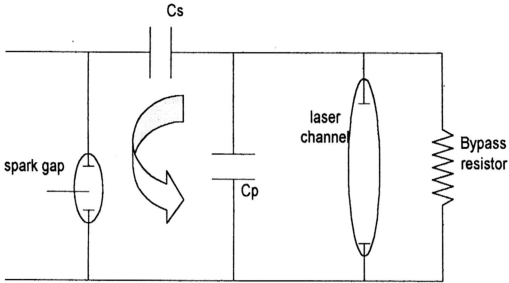 Cs
laser
channel
spark gap
Bypass
resistor
Cp